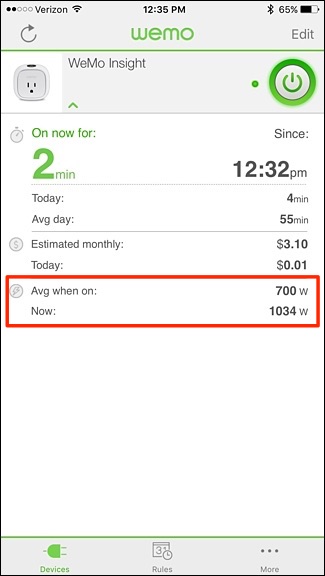 Verizon 12:35 PM 65%
wemo Edit
WeMo Insight
On now for: Since:
2min 12:32pm
Today: 4min
Avg day: 55min
Estimated monthly: $3.10
Today: $0.01
Avg when on: 700 W
Now: 1034 W
Devices Rules More